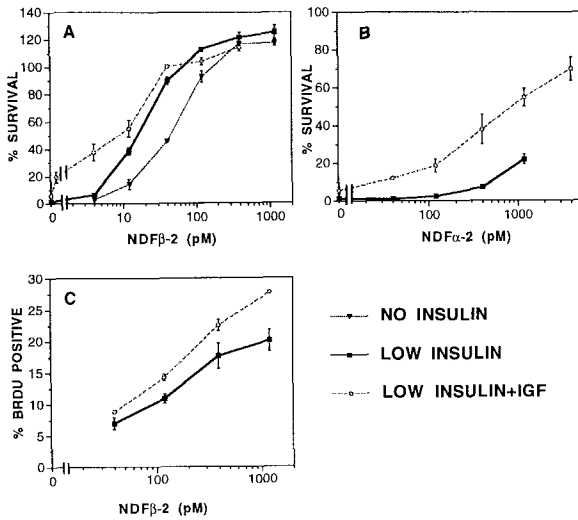 A
% SURVIVAL
140
120
100
80
60
40
20
0
0
10
100
1000
NDFβ-2 (pM)
B
% SURVIVAL
100
80
60
40
20
0
0
100
1000
NDFα-2 (pM)
C
% BRDU POSITIVE
30
25
20
15
10
5
0
0
100
1000
NDFβ-2 (pM)
NO INSULIN
LOW INSULIN
LOW INSULIN+IGF